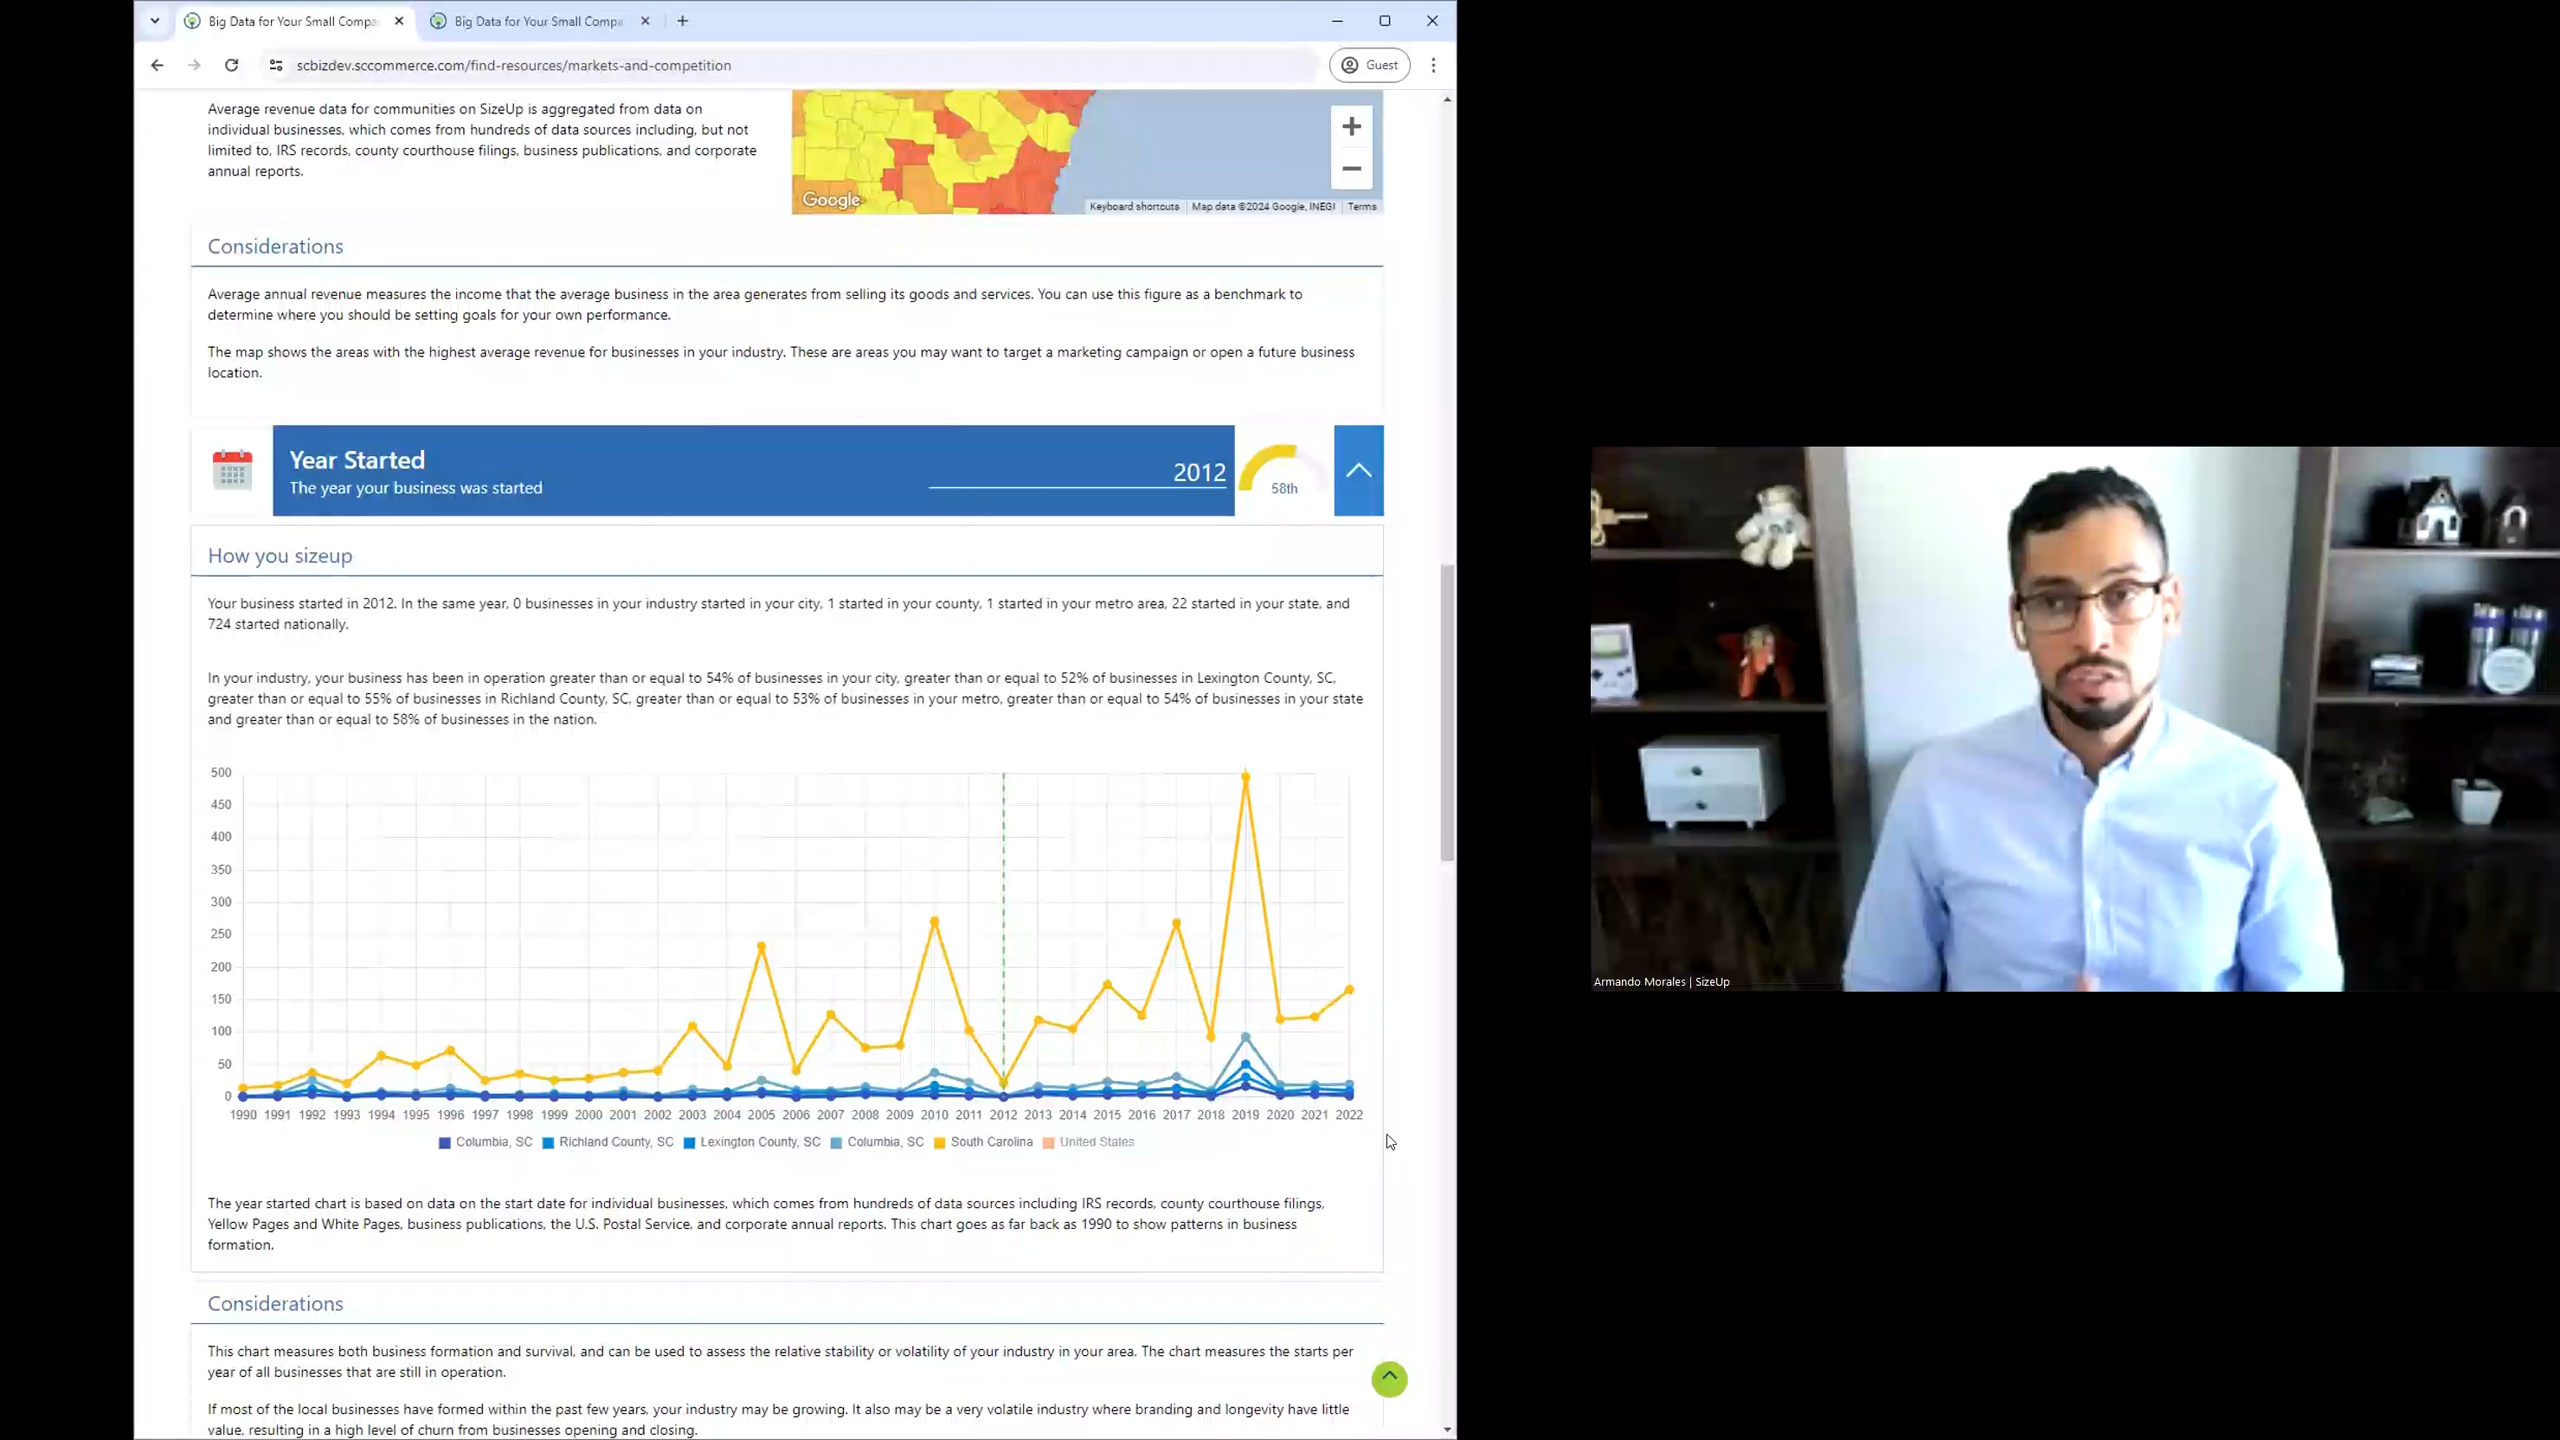 Big Data for Your Small Compa
Big Data for Your Small Compa
scbizdev.sccommerce.com/find-resources/markets-and-competition
Guest
Average revenue data for communities on SizeUp is aggregated from data on
individual businesses, which comes from hundreds of data sources including, but not
limited to, IRS records, county courthouse filings, business publications, and corporate
annual reports.
Google
Keyboard shortcuts
Map data ©2024 Google, INEGI
Terms
Considerations
Average annual revenue measures the income that the average business in the area generates from selling its goods and services. You can use this figure as a benchmark to
determine where you should be setting goals for your own performance.
The map shows the areas with the highest average revenue for businesses in your industry. These are areas you may want to target a marketing campaign or open a future business
location.
Year Started
The year your business was started
2012
58th
How you sizeup
Your business started in 2012. In the same year, 0 businesses in your industry started in your city, 1 started in your county, 1 started in your metro area, 22 started in your state, and
724 started nationally.
In your industry, your business has been in operation greater than or equal to 54% of businesses in your city, greater than or equal to 52% of businesses in Lexington County, SC,
greater than or equal to 55% of businesses in Richland County, SC, greater than or equal to 53% of businesses in your metro, greater than or equal to 54% of businesses in your state
and greater than or equal to 58% of businesses in the nation.
500
450
400
350
300
250
200
150
100
50
0
1990 1991 1992 1993 1994 1995 1996 1997 1998 1999 2000 2001 2002 2003 2004 2005 2006 2007 2008 2009 2010 2011 2012 2013 2014 2015 2016 2017 2018 2019 2020 2021 2022
Columbia, SC Richland County, SC Lexington County, SC Columbia, SC South Carolina United States
The year started chart is based on data on the start date for individual businesses, which comes from hundreds of data sources including IRS records, county courthouse filings,
Yellow Pages and White Pages, business publications, the U.S. Postal Service, and corporate annual reports. This chart goes as far back as 1990 to show patterns in business
formation.
Considerations
This chart measures both business formation and survival, and can be used to assess the relative stability or volatility of your industry in your area. The chart measures the starts per
year of all businesses that are still in operation.
If most of the local businesses have formed within the past few years, your industry may be growing. It also may be a very volatile industry where branding and longevity have little
value, resulting in a high level of churn from businesses opening and closing.
Armando Morales | SizeUp